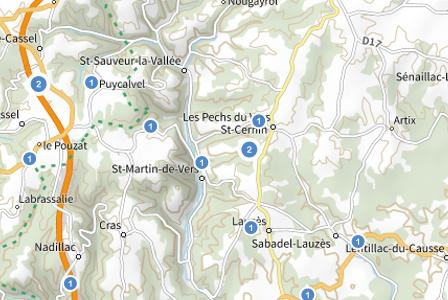 Nougayrol
e-Cassel
D17
St-Sauveur-la-Vallée
Sénaillac-L
2
1
Puycalvel
Les Pechs du V
1
St-Cernin
ssel
1
Artix
le Pouzat
2
1
1
St-Martin-de-Vers
Labrassalie
Cras
1
Lauzès
Sabadel-Lauzès
1
Lentillac-du-Causse
Nadillac
1
1